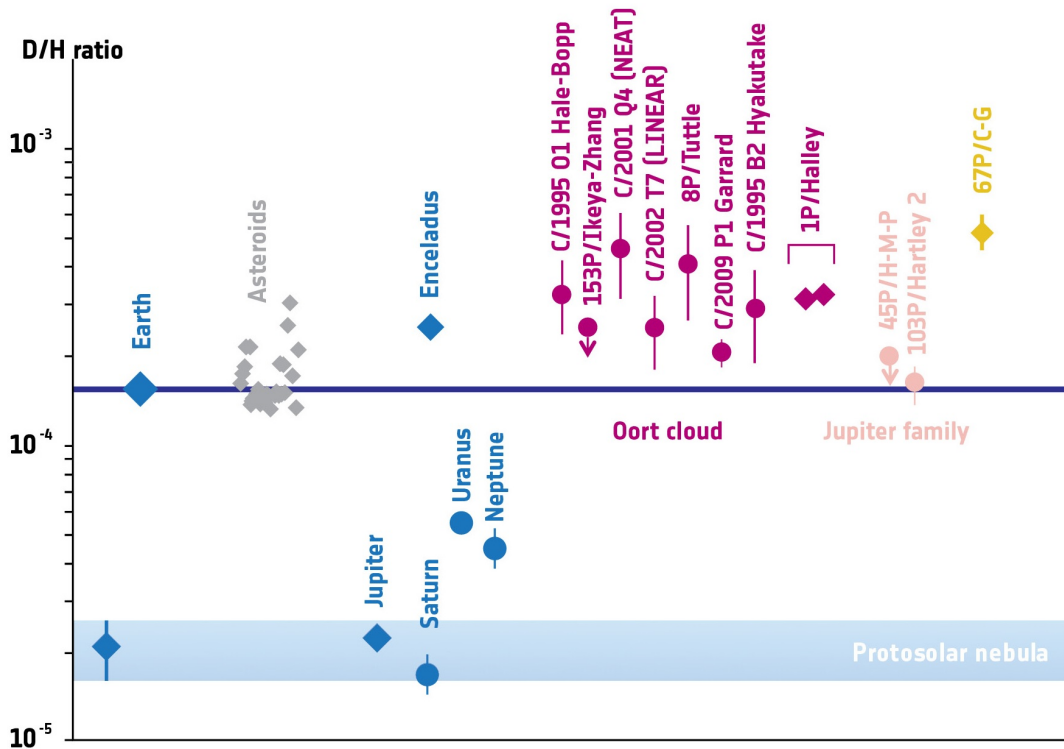 D/H ratio
10-3
10-4
10-5
Earth
Asteroids
Enceladus
Uranus
Neptune
Jupiter
Saturn
C/1995 O1 Hale-Bopp
153P/Ikeya-Zhang
C/2001 Q4 (NEAT)
C/2002 T7 (LINEAR)
8P/Tuttle
C/2009 P1 Garrard
C/1995 B2 Hyakutake
1P/Halley
45P/H-M-P
103P/Hartley 2
67P/C-G
Oort cloud
Jupiter family
Protosolar nebula